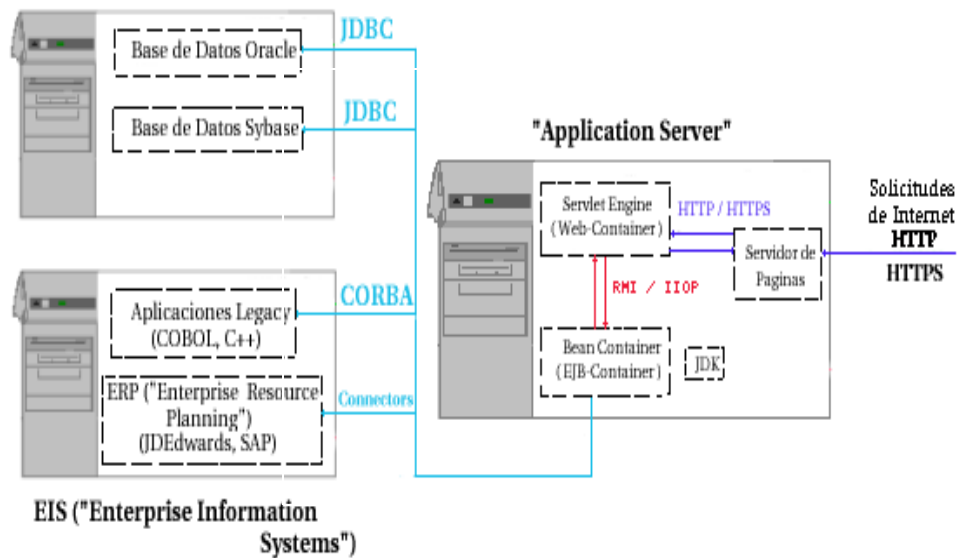 Base de Datos Oracle
JDBC
Base de Datos Sybase
JDBC
"Application Server"
Servlet Engine
( Web-Container )
HTTP / HTTPS
Servidor de
Paginas
Solicitudes
de Internet
HTTP
HTTPS
RMI / IIOP
Bean Container
( EJB-Container )
JDK
Aplicaciones Legacy
(COBOL, C++)
CORBA
ERP ("Enterprise Resource
Planning")
(JDEdwards, SAP)
Connectors
EIS ("Enterprise Information
Systems")